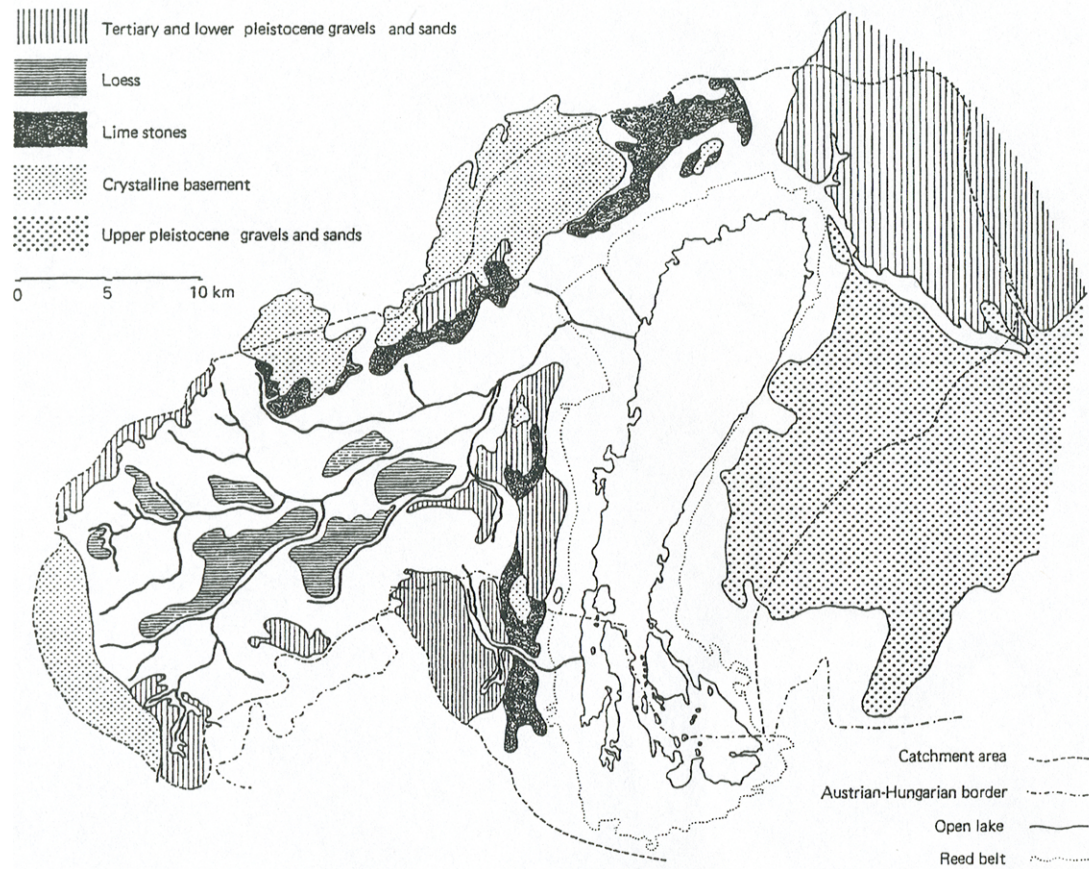 Tertiary and lower pleistocene gravels and sands
Loess
Lime stones
Crystalline basement
Upper pleistocene gravels and sands
0 5 10 km
Catchment area
Austrian-Hungarian border
Open lake
Reed belt